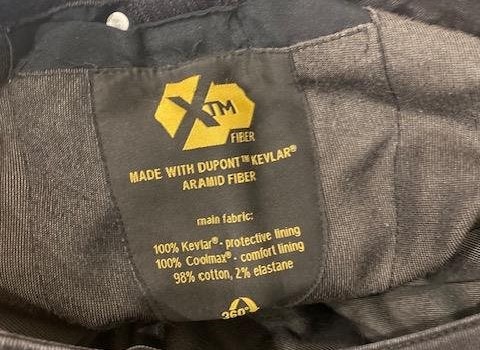 XTM
FIBER
MADE WITH DUPONT™ KEVLAR®
ARAMID FIBER
main fabric:
100% Kevlar® - protective lining
100% Coolmax® - comfort lining
98% cotton, 2% elastane
360°